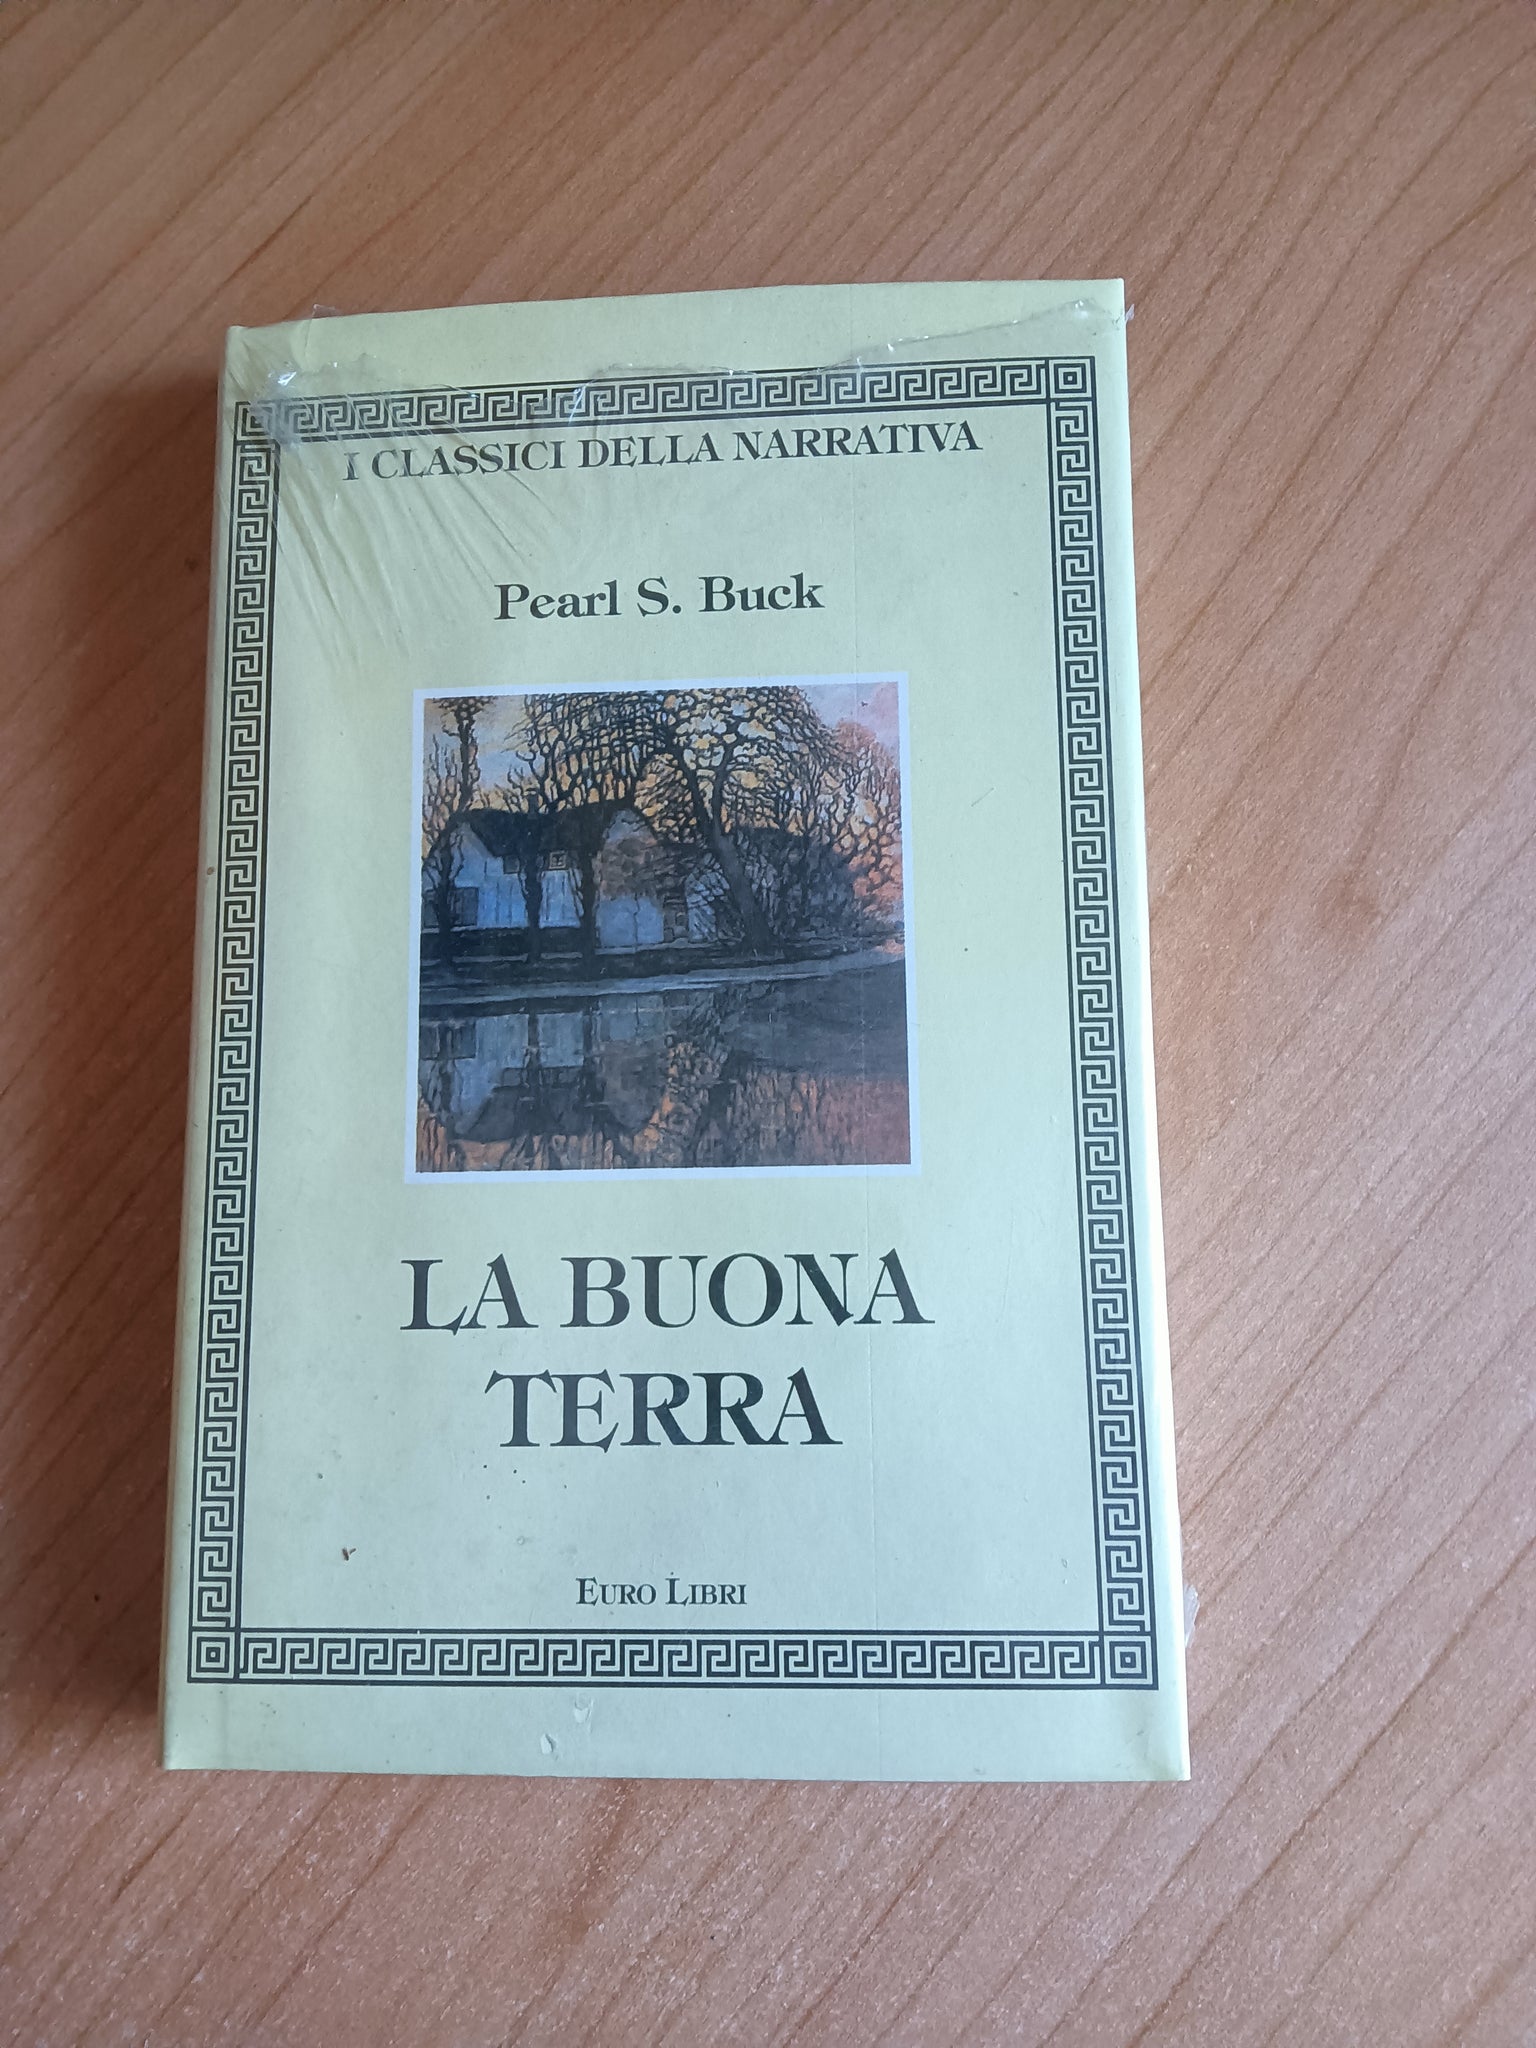 I CLASSICI DELLA NARRATIVA
Pearl S. Buck
LA BUONA
TERRA
EURO LIBRI